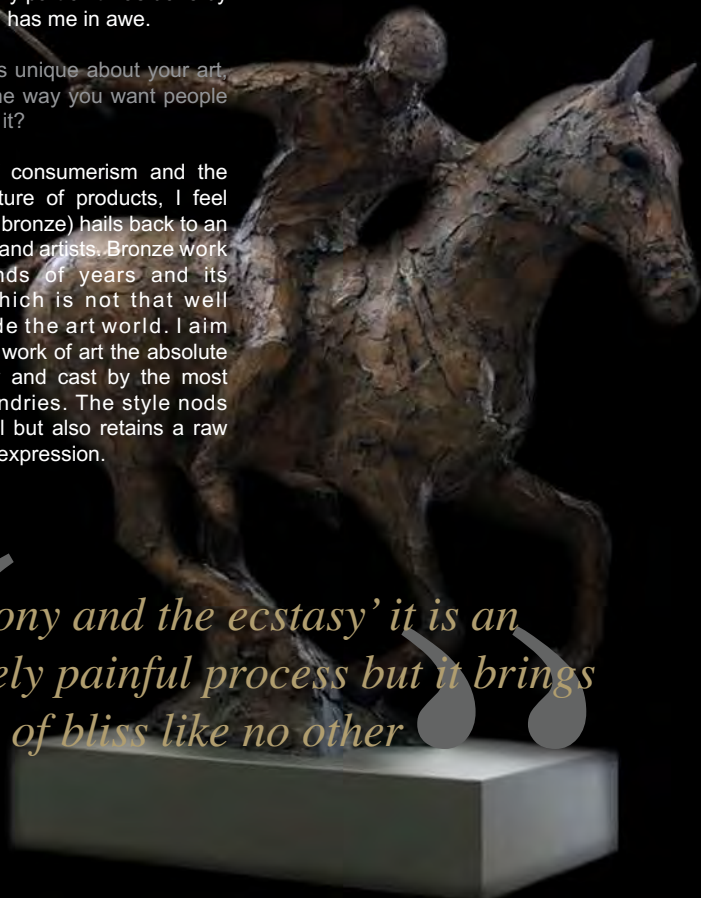 has me in awe.
s unique about your art,
he way you want people
it?
consumerism and the
ture of products, I feel
bronze) hails back to an
and artists. Bronze work
nds of years and its
hich is not that well
de the art world. I aim
work of art the absolute
and cast by the most
ndries. The style nods
l but also retains a raw
expression.
ony and the ecstasy’ it is an
ely painful process but it brings
of bliss like no other ”